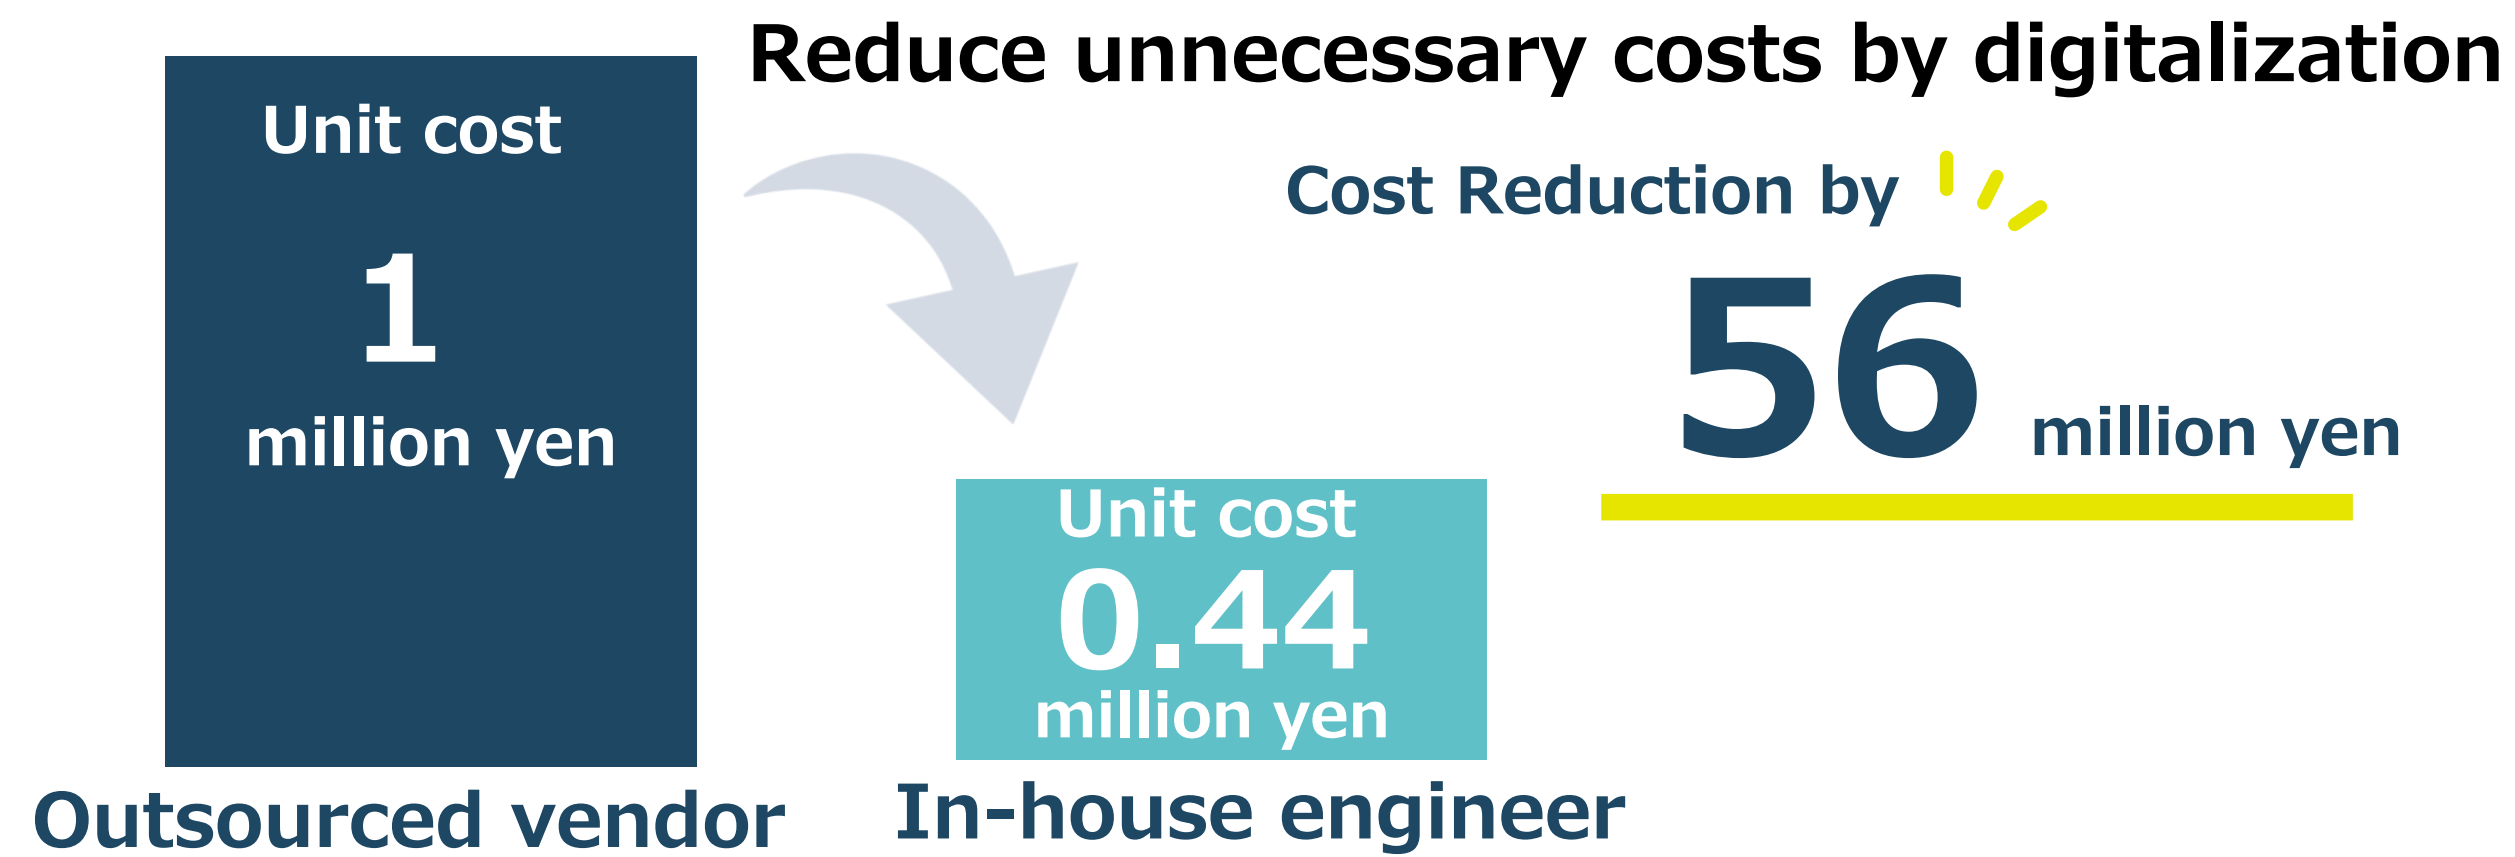 Reduce unnecessary costs by digitalization
Unit cost
1
million yen
Outsourced vendor
Cost Reduction by
56 million yen
Unit cost
0.44
million yen
In-house engineer